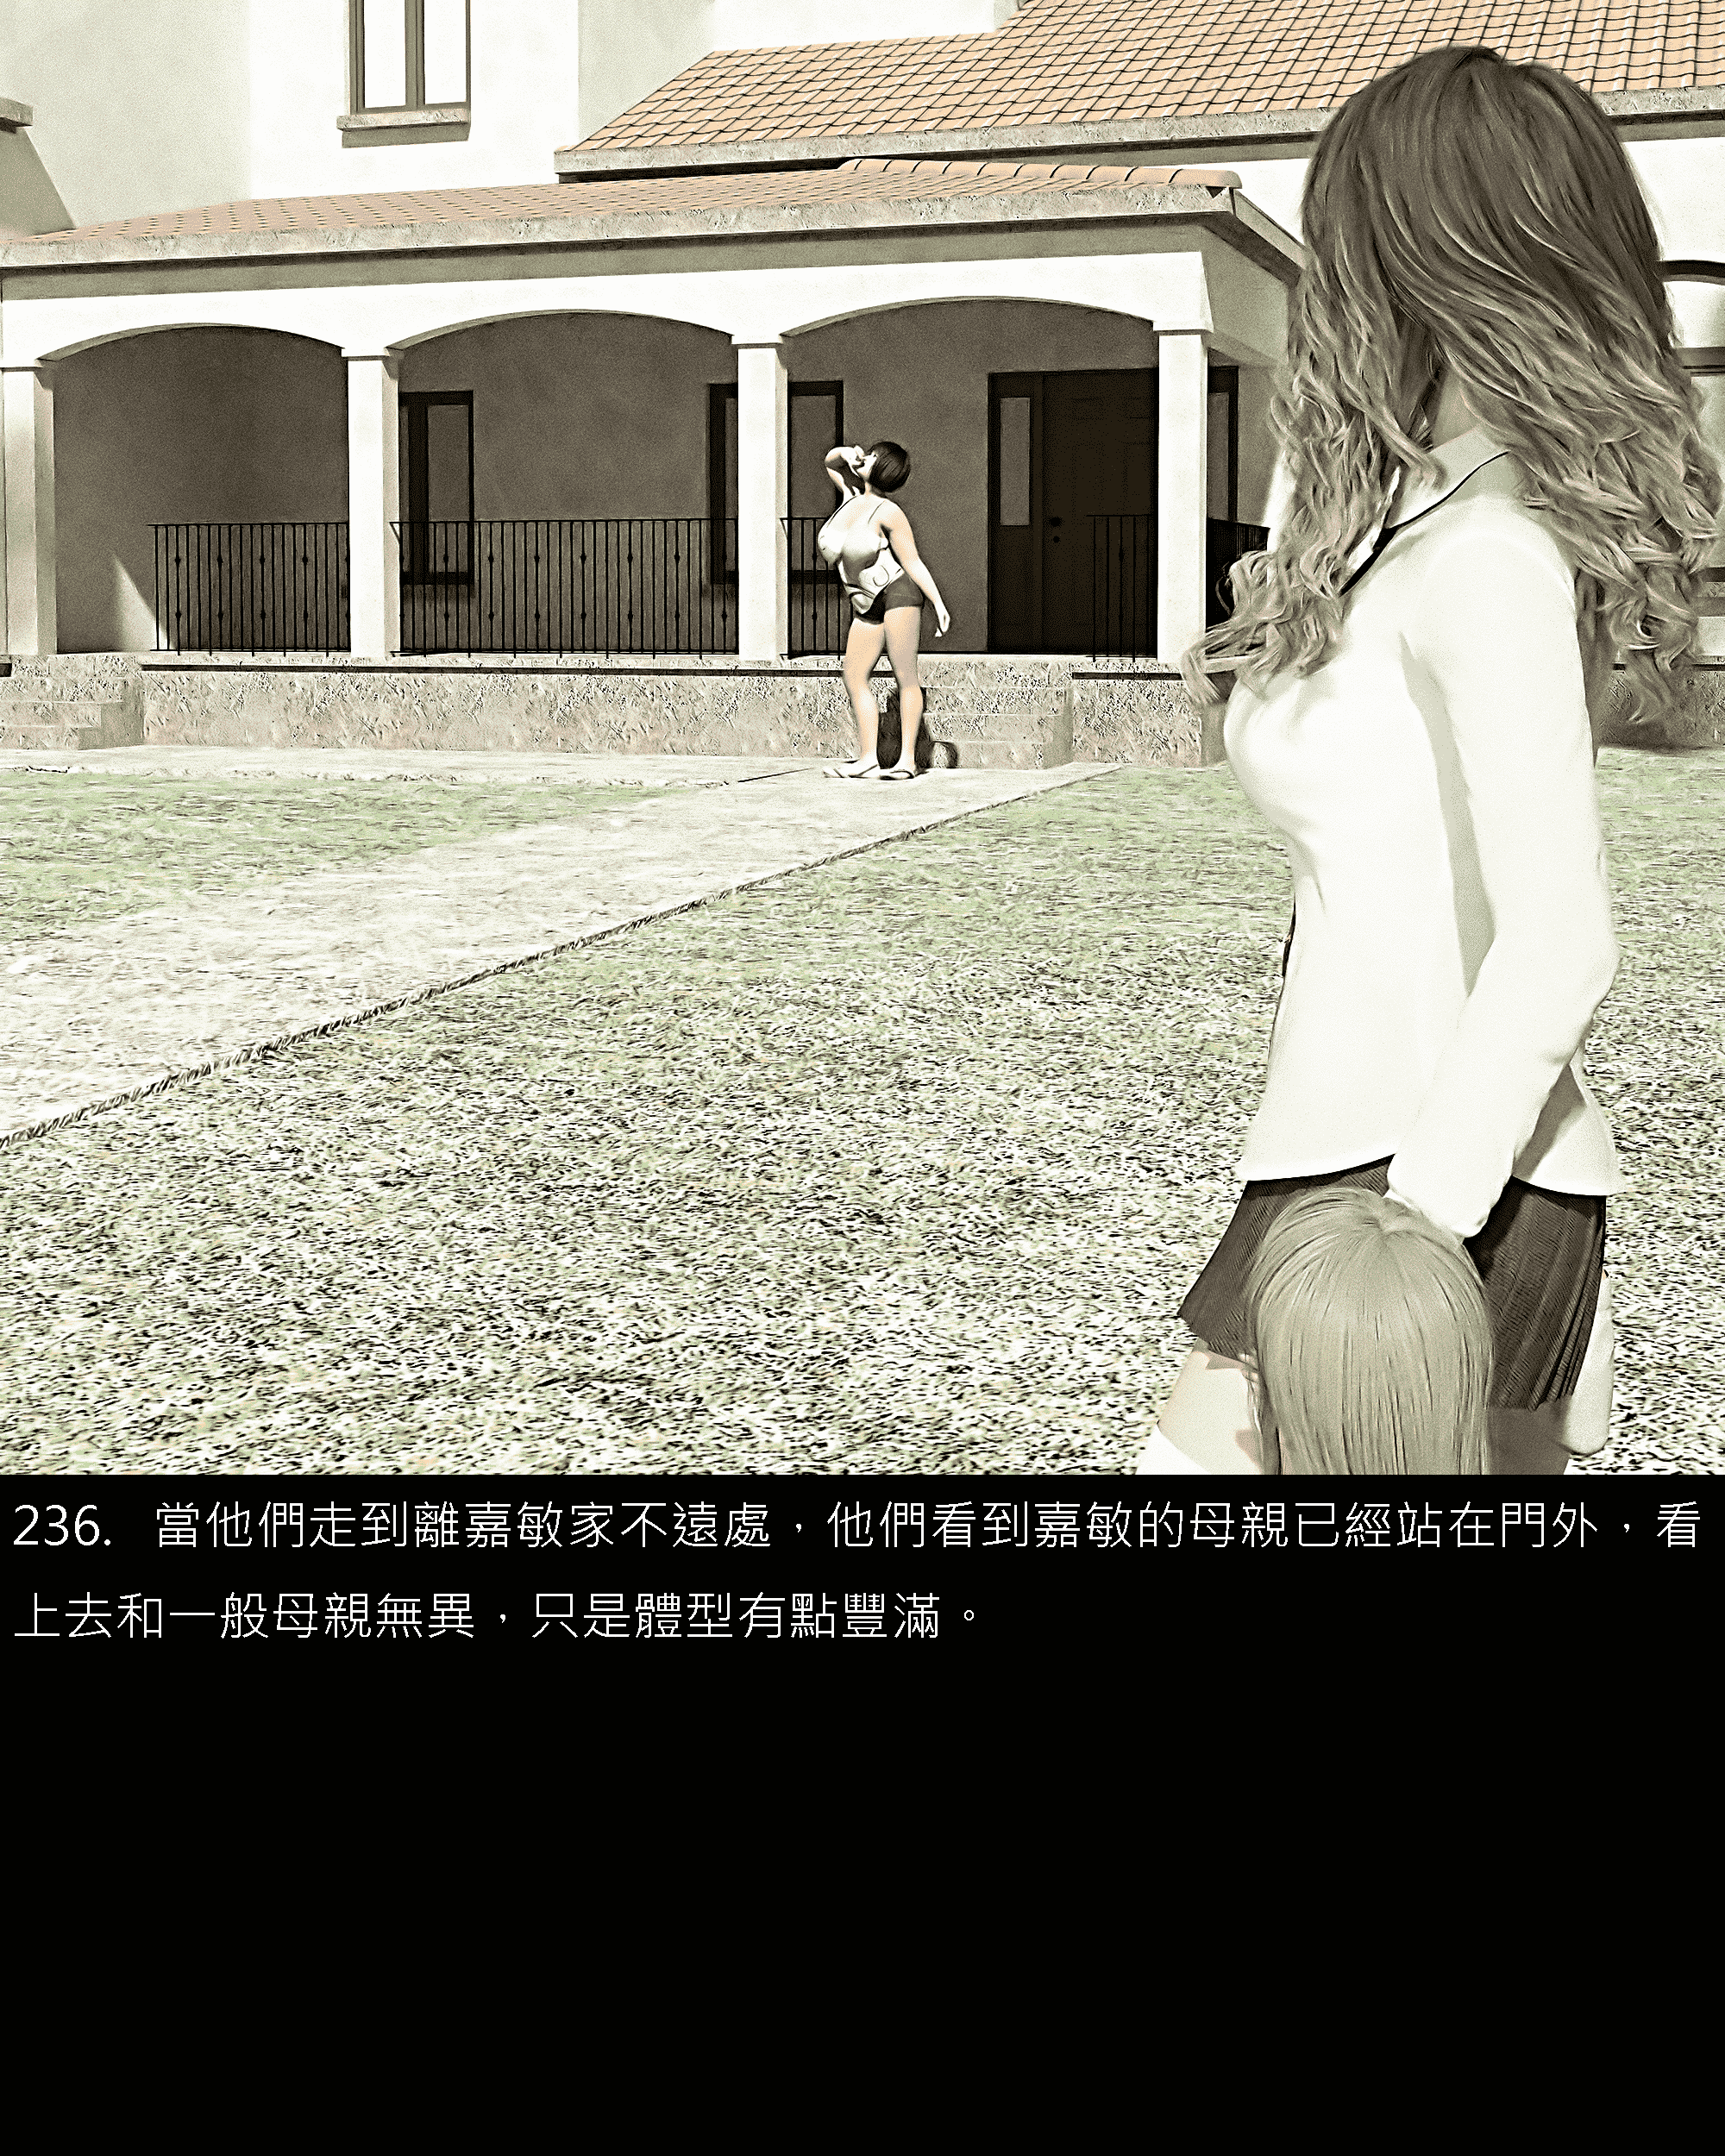 236. 當他們走到離嘉敏家不遠處，他們看到嘉敏的母親已經站在門外，看
上去和一般母親無異，只是體型有點豐滿。